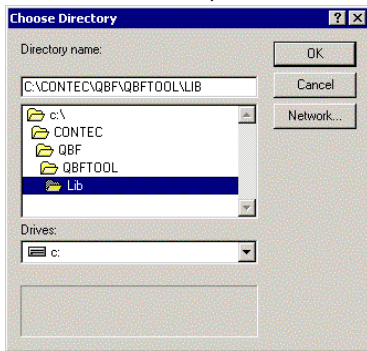 Choose Directory
Directory name:
OK
C:\CONTEC\QBF\QBFTOOL\LIB
Cancel
c:\
Network...
CONTEC
QBF
QBFTOOL
Lib
Drives:
c: